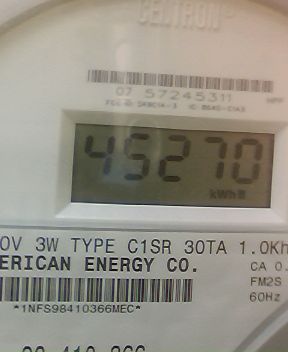 CENTRON®
07 57245311
45270
kWh
0V 3W TYPE C1SR 30TA 1.0Kh
ERICAN ENERGY CO.
CA 0.
FM2S
60Hz
*1NFS98410366MEC*